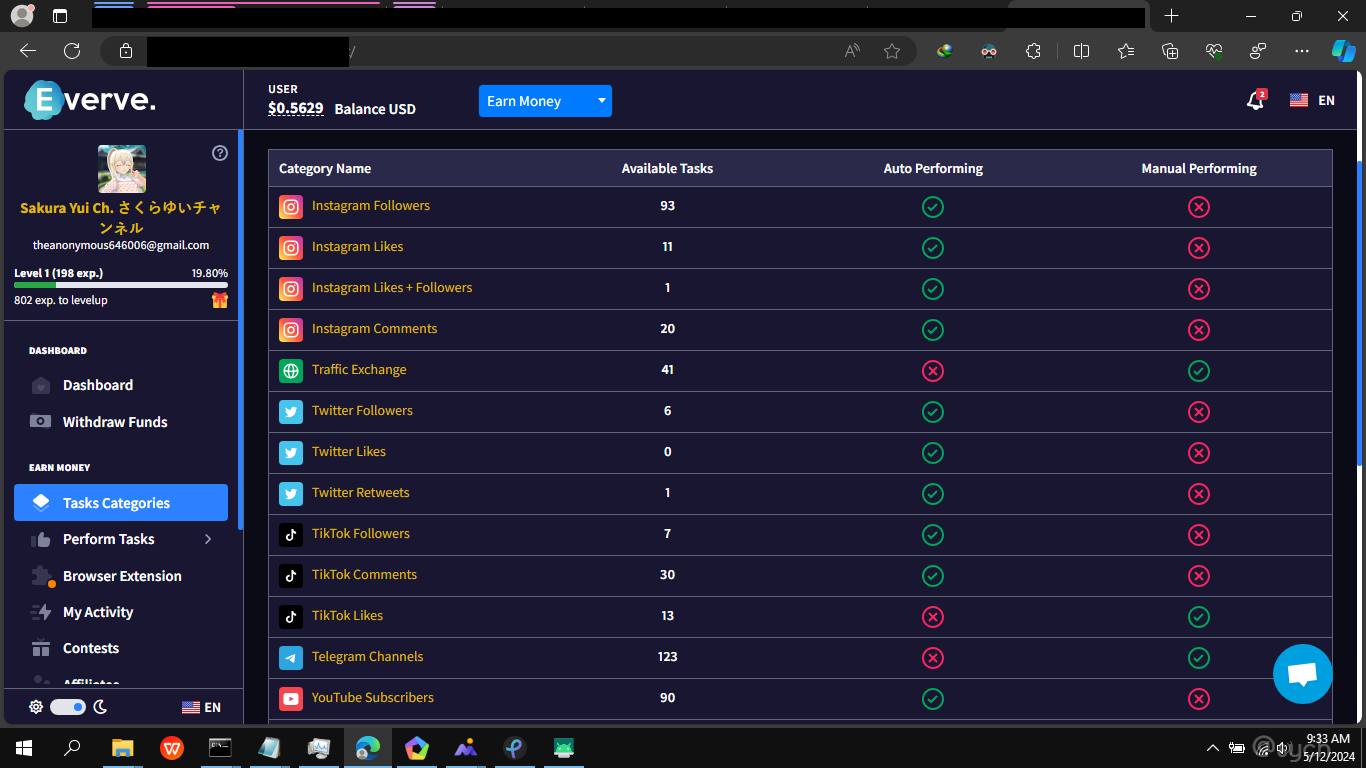 Everve.
USER
$0.5629 Balance USD
Earn Money
2
EN
Sakura Yui Ch. さくらゆいチャ
ンネル
theanonymous646006@gmail.com
Level 1 (198 exp.) 19.80%
802 exp. to levelup
DASHBOARD
Dashboard
Withdraw Funds
EARN MONEY
Tasks Categories
Perform Tasks
Browser Extension
My Activity
Contests
Affiliates
EN
Category Name Available Tasks Auto Performing Manual Performing
Instagram Followers 93
Instagram Likes 11
Instagram Likes + Followers 1
Instagram Comments 20
Traffic Exchange 41
Twitter Followers 6
Twitter Likes 0
Twitter Retweets 1
TikTok Followers 7
TikTok Comments 30
TikTok Likes 13
Telegram Channels 123
YouTube Subscribers 90
9:33 AM
5/12/2024